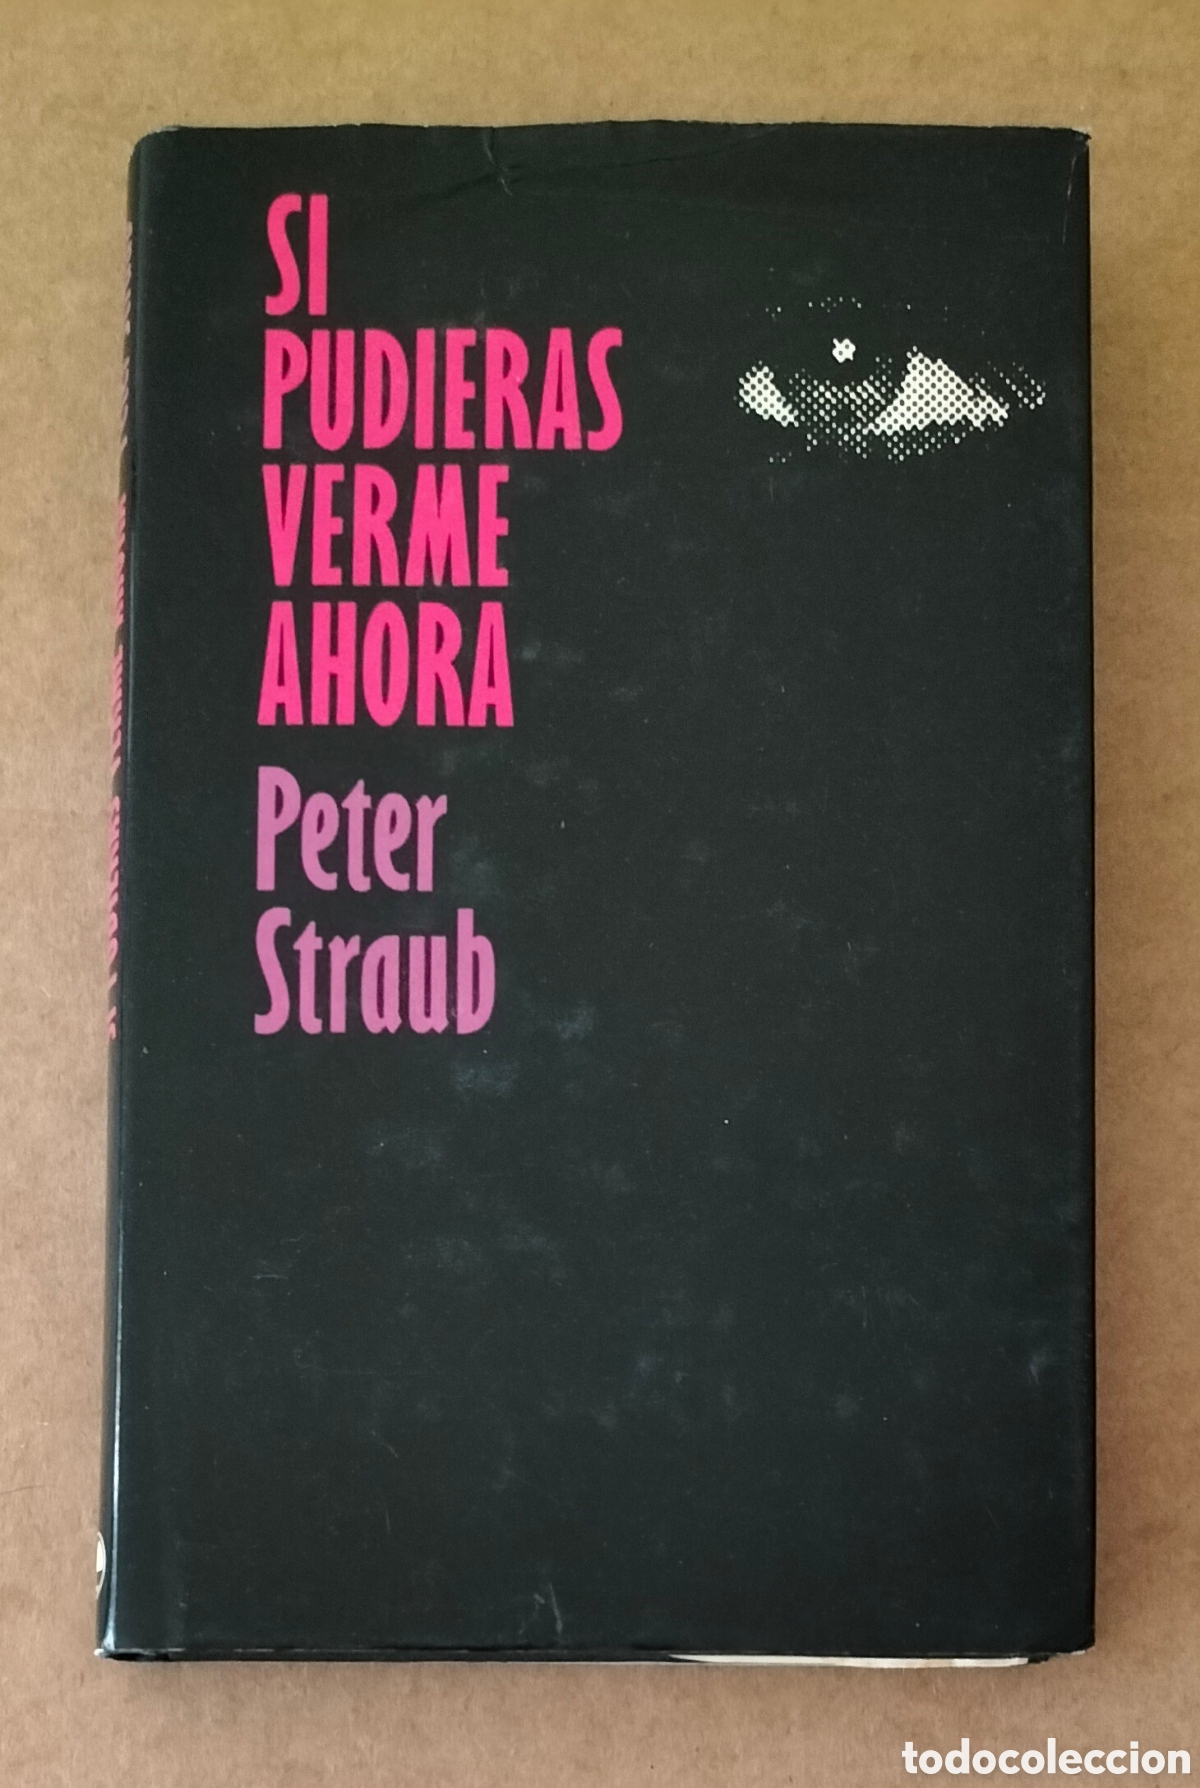 SI
PUDIERAS
VERME
AHORA
Peter
Straub
todocoleccion